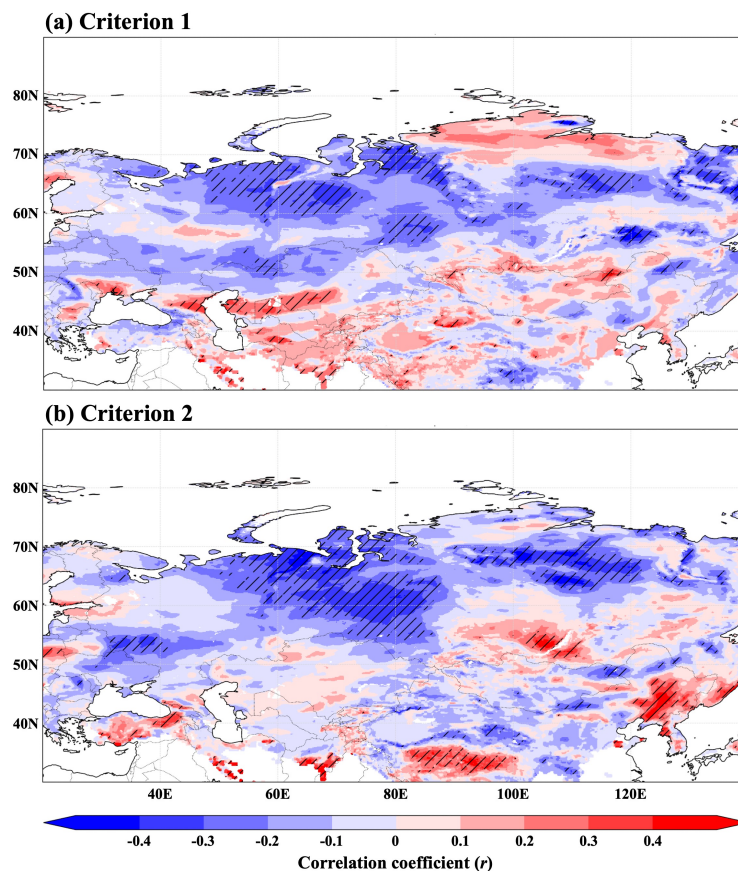 (a) Criterion 1
80N
70N
60N
50N
40N
(b) Criterion 2
80N
70N
60N
50N
40N
40E 60E 80E 100E 120E
-0.4 -0.3 -0.2 -0.1 0 0.1 0.2 0.3 0.4
Correlation coefficient (r)